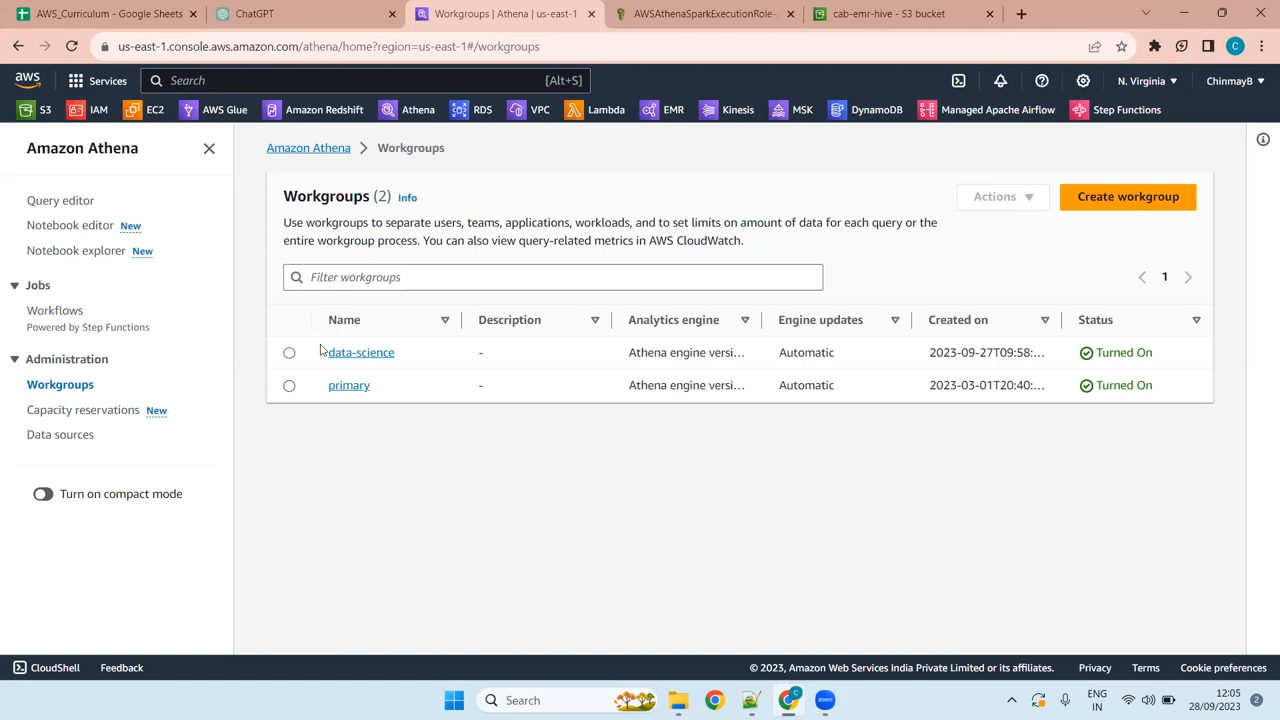 AWS_Curriculum - Google Sheets
ChatGPT
Workgroups | Athena | us-east-1
AWSAthenaSparkExecutionRole-
cab-emr-hive - S3 bucket
us-east-1.console.aws.amazon.com/athena/home?region=us-east-1#/workgroups
C
aws
Services
Search
[Alt+S]
N. Virginia
ChinmayB
S3
IAM
EC2
AWS Glue
Amazon Redshift
Athena
RDS
VPC
Lambda
EMR
Kinesis
MSK
DynamoDB
Managed Apache Airflow
Step Functions
Amazon Athena
Query editor
Notebook editor New
Notebook explorer New
Jobs
Workflows
Powered by Step Functions
Administration
Workgroups
Capacity reservations New
Data sources
Turn on compact mode
Amazon Athena
Workgroups
Workgroups (2) Info
Actions
Create workgroup
Use workgroups to separate users, teams, applications, workloads, and to set limits on amount of data for each query or the
entire workgroup process. You can also view query-related metrics in AWS CloudWatch.
Filter workgroups
1
Name Description Analytics engine Engine updates Created on Status
data-science - Athena engine versi... Automatic 2023-09-27T09:58:... Turned On
primary - Athena engine versi... Automatic 2023-03-01T20:40:... Turned On
CloudShell
Feedback
© 2023, Amazon Web Services India Private Limited or its affiliates.
Privacy
Terms
Cookie preferences
Search
C
zoom
ENG
IN
12:05
28/09/2023
2